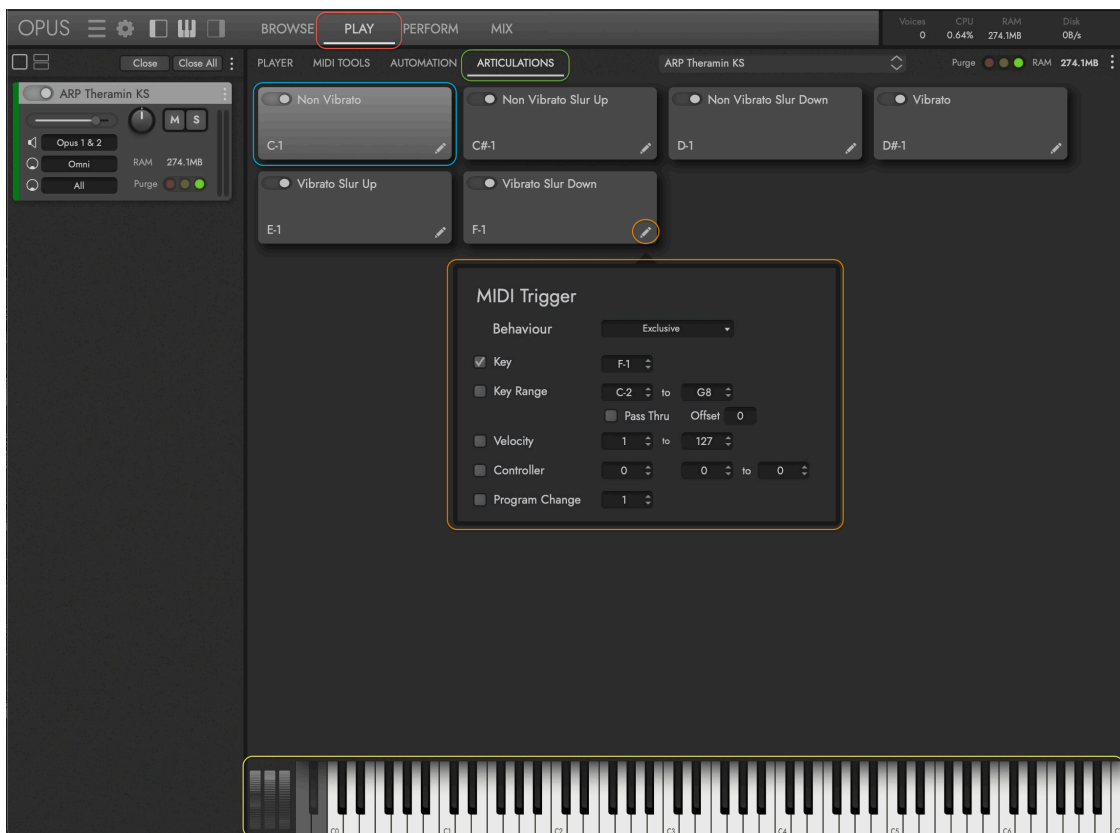 OPUS BROWSE PLAY PERFORM MIX
Voices CPU RAM Disk
0 0.64% 274.1MB 0B/s
Close Close All
PLAYER MIDI TOOLS AUTOMATION ARTICULATIONS ARP Theramin KS Purge RAM 274.1MB
ARP Theramin KS
M S
Opus 1 & 2
Omni RAM 274.1MB
All Purge
Non Vibrato Non Vibrato Slur Up Non Vibrato Slur Down Vibrato
C-1 C#-1 D-1 D#-1
Vibrato Slur Up Vibrato Slur Down
E-1 F-1
MIDI Trigger
Behaviour Exclusive
Key F-1
Key Range C-2 to G8
Pass Thru Offset 0
Velocity 1 to 127
Controller 0 0 to 0
Program Change 1
C0 C1 C2 C3 C4 C5 C6